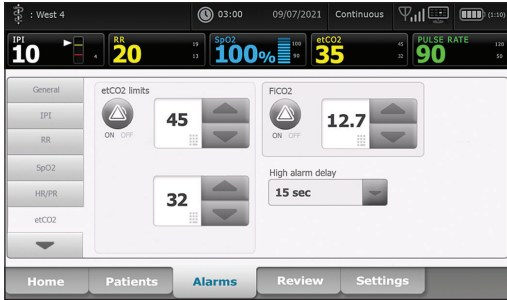 : West 4 03:00 09/07/2021 Continuous (1:10)
IPI RR SpO2 etCO2 PULSE RATE
10 4 20 19 13 100% 100 90 35 45 32 90 120 50
General
IPI
RR
SpO2
HR/PR
etCO2
etCO2 limits
ON OFF
45
32
FiCO2
12.7
High alarm delay
15 sec
Home Patients Alarms Review Settings